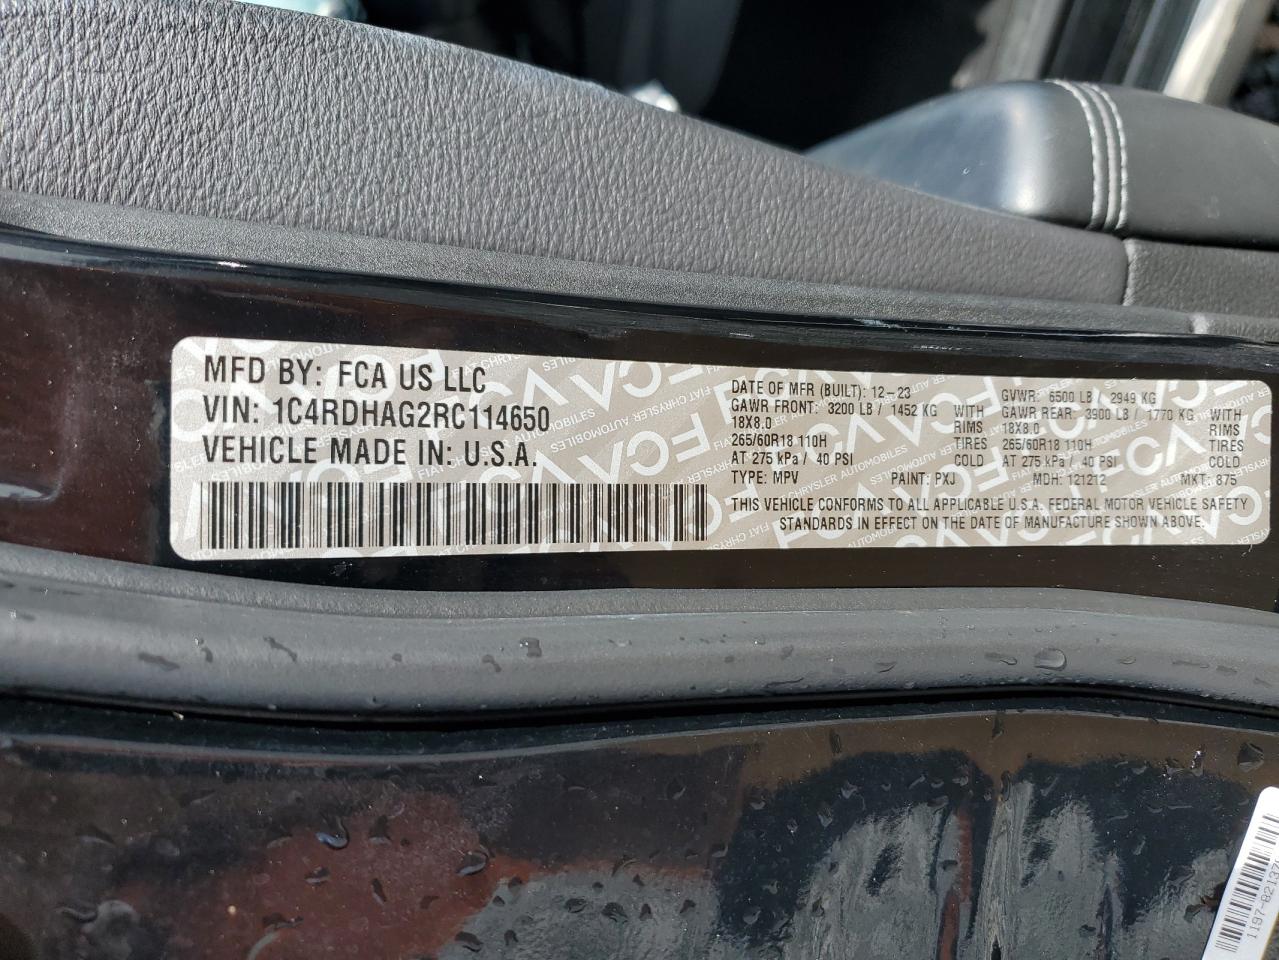 MFD BY: FCA US LLC
VIN: 1C4RDHAG2RC114650
VEHICLE MADE IN: U.S.A.
DATE OF MFR (BUILT): 12-23 GVWR: 6500 LB / 2949 KG
GAWR FRONT: 3200 LB / 1452 KG WITH GAWR REAR: 3900 LB / 1770 KG WITH
18X8.0 RIMS 18X8.0 RIMS
265/60R18 110H TIRES 265/60R18 110H TIRES
AT 275 kPa / 40 PSI COLD AT 275 kPa / 40 PSI COLD
TYPE: MPV PAINT: PXJ MDH: 121212 MKT: 875
THIS VEHICLE CONFORMS TO ALL APPLICABLE U.S.A. FEDERAL MOTOR VEHICLE SAFETY
STANDARDS IN EFFECT ON THE DATE OF MANUFACTURE SHOWN ABOVE.
FCA
FIAT CHRYSLER AUTOMOBILES